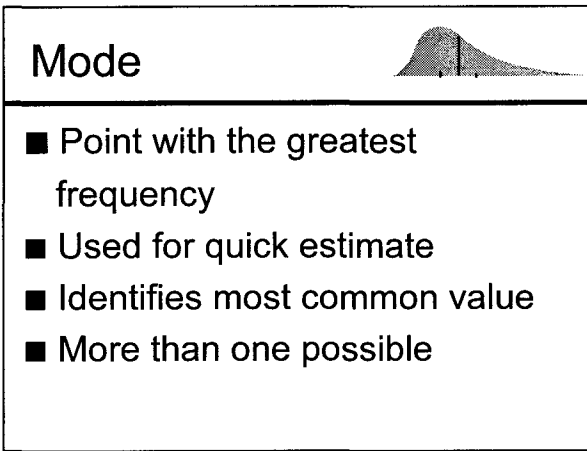 Mode
■ Point with the greatest
frequency
■ Used for quick estimate
■ Identifies most common value
■ More than one possible